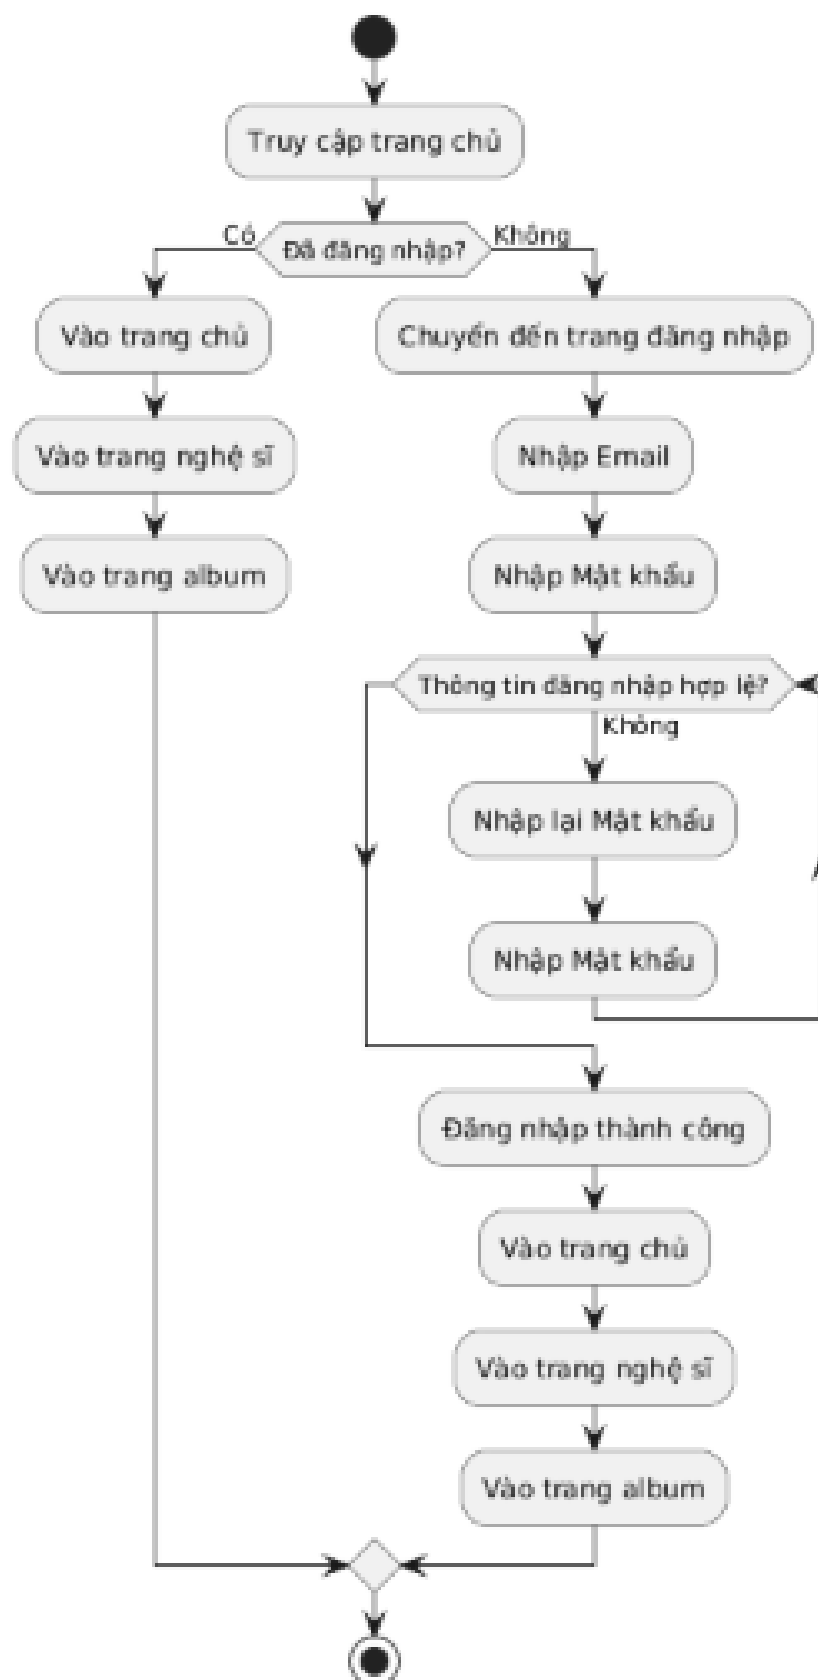 Truy cập trang chủ
Có
Đã đăng nhập?
Không
Vào trang chủ
Chuyển đến trang đăng nhập
Vào trang nghệ sĩ
Nhập Email
Vào trang album
Nhập Mật khẩu
Thông tin đăng nhập hợp lệ?
Không
Nhập lại Mật khẩu
Nhập Mật khẩu
Đăng nhập thành công
Vào trang chủ
Vào trang nghệ sĩ
Vào trang album